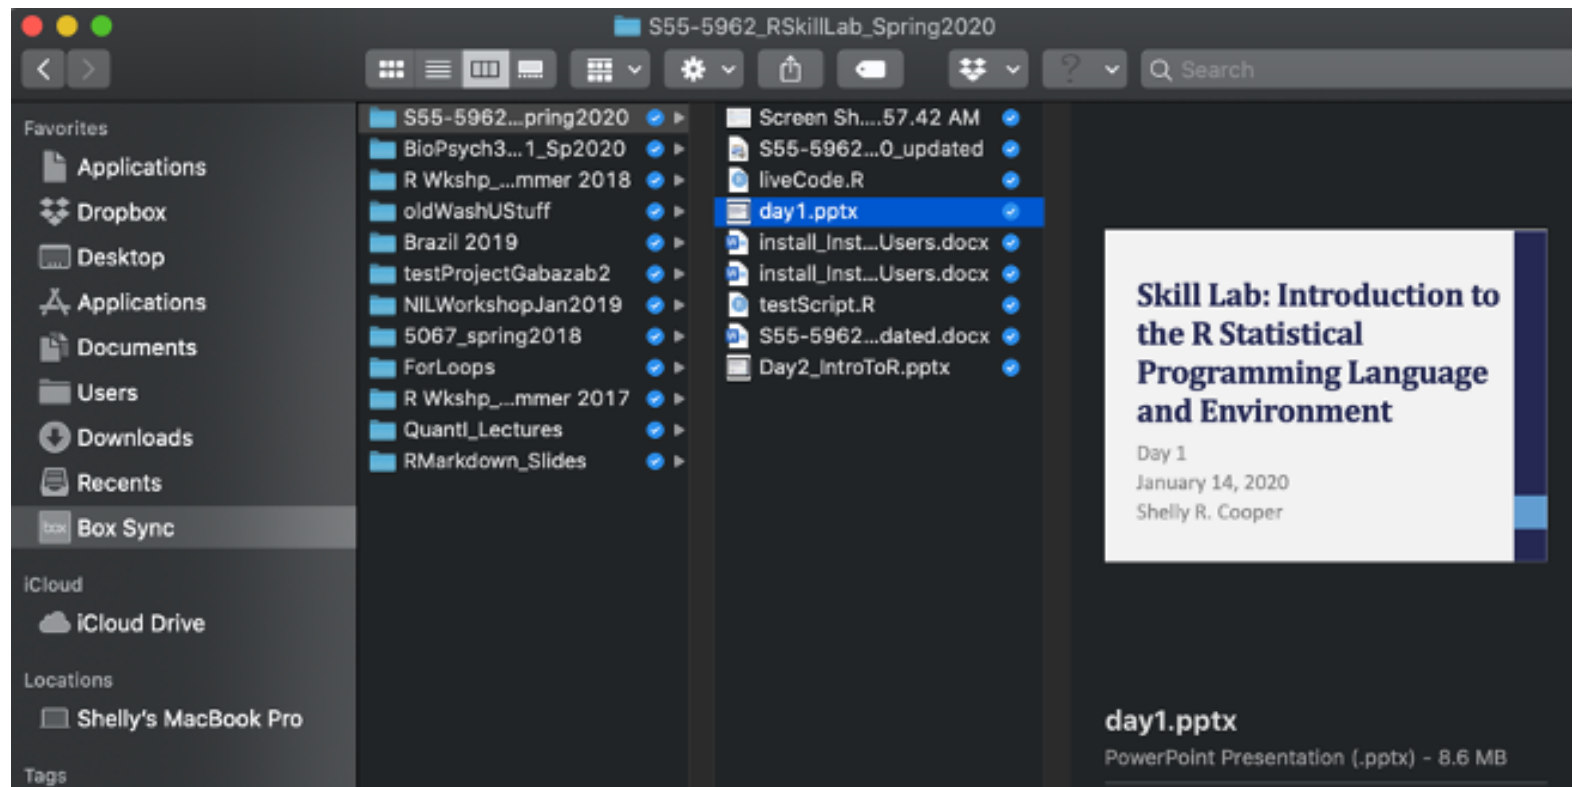 S55-5962_RSkillLab_Spring2020
Search
Favorites
Applications
Dropbox
Desktop
Applications
Documents
Users
Downloads
Recents
box Box Sync
iCloud
iCloud Drive
Locations
Shelly's MacBook Pro
Tags
S55-5962...pring2020
BioPsych3...1_Sp2020
R Wkshp_...mmer 2018
oldWashUStuff
Brazil 2019
testProjectGabazab2
NILWorkshopJan2019
5067_spring2018
ForLoops
R Wkshp_...mmer 2017
QuantI_Lectures
RMarkdown_Slides
Screen Sh....57.42 AM
S55-5962...0_updated
liveCode.R
day1.pptx
install_Inst...Users.docx
install_Inst...Users.docx
testScript.R
S55-5962...dated.docx
Day2_IntroToR.pptx
Skill Lab: Introduction to
the R Statistical
Programming Language
and Environment
Day 1
January 14, 2020
Shelly R. Cooper
day1.pptx
PowerPoint Presentation (.pptx) - 8.6 MB